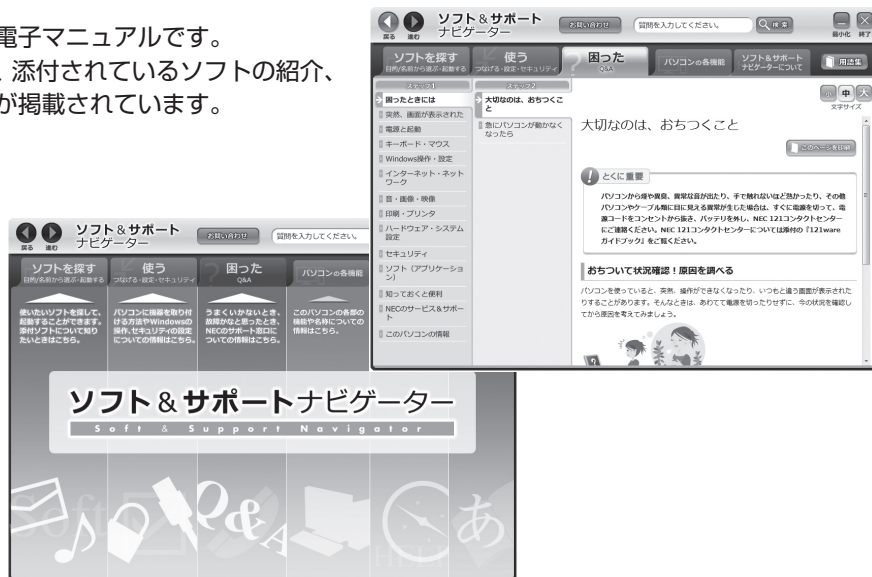 電子マニュアルです。
添付されているソフトの紹介、
が掲載されています。
戻る
進む
ソフト&サポート
ナビゲーター
お問い合わせ
質問を入力してください。
検索
最小化
終了
ソフトを探す
目的/名前から選ぶ・起動する
使う
つなげる・設定・セキュリティ
困った
Q&A
パソコンの各機能
ソフト&サポート
ナビゲーターについて
用語集
ステップ1
困ったときには
突然、画面が表示された
電源と起動
キーボード・マウス
Windows操作・設定
インターネット・ネット
ワーク
音・画像・映像
印刷・プリンタ
ハードウェア・システム
設定
セキュリティ
ソフト(アプリケーショ
ン)
知っておくと便利
NECのサービス&サポー
ト
このパソコンの情報
ステップ2
大切なのは、おちつくこ
と
急にパソコンが動かなく
なったら
小 中 大
文字サイズ
大切なのは、おちつくこと
このページを印刷
とくに重要
パソコンから煙や異臭、異常な音が出たり、手で触れないほど熱かったり、その他
パソコンやケーブル類に目に見える異常が生じた場合は、すぐに電源を切って、電
源コードをコンセントから抜き、バッテリを外し、NEC 121コンタクトセンター
にご連絡ください。NEC 121コンタクトセンターについては添付の『121ware
ガイドブック』をご覧ください。
おちついて状況確認！原因を調べる
パソコンを使っていると、突然、操作ができなくなったり、いつもと違う画面が表示された
りすることがあります。そんなときは、あわてて電源を切ったりせずに、今の状況を確認し
てから原因を考えてみましょう。
戻る
進む
ソフト&サポート
ナビゲーター
お問い合わせ
質問を入力してください。
ソフトを探す
目的/名前から選ぶ・起動する
使う
つなげる・設定・セキュリティ
困った
Q&A
パソコンの各機能
使いたいソフトを探して、
起動することができます。
添付ソフトについて知り
たいときはこちら。
パソコンに機器を取り付
ける方法やWindowsの
操作、セキュリティの設定
についての情報はこちら。
うまくいかないとき、
故障かなと思ったとき、
NECのサポート窓口に
ついての情報はこちら。
このパソコンの各部の
機能や名称についての
情報はこちら。
ソフト&サポートナビゲーター
Soft & Support Navigator
Soft
Q&A
HELP
あ